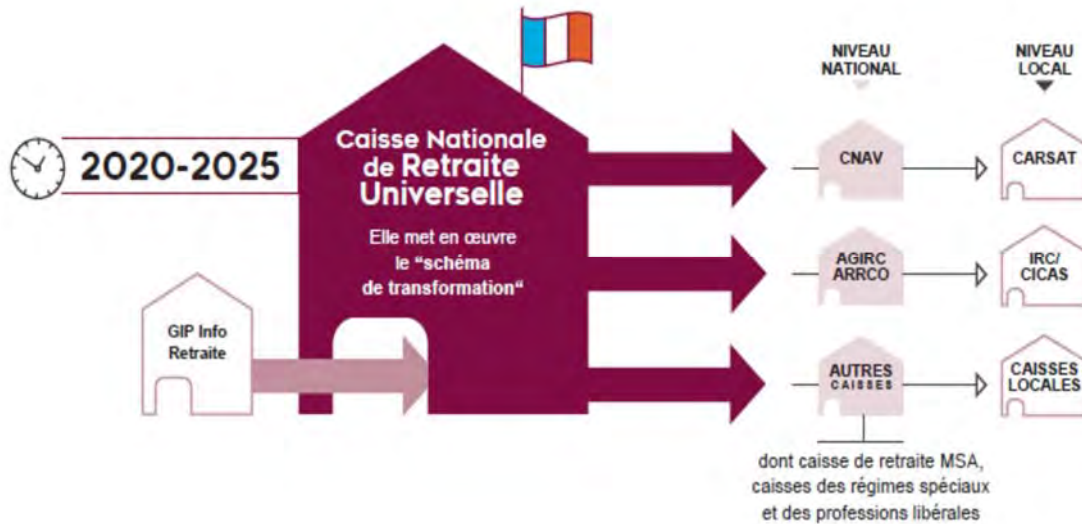 2020-2025
Caisse Nationale
de Retraite
Universelle
Elle met en œuvre
le "schéma
de transformation"
GIP Info
Retraite
NIVEAU
NATIONAL
NIVEAU
LOCAL
CNAV
CARSAT
AGIRC
ARRCO
IRC/
CICAS
AUTRES
CAISSES
CAISSES
LOCALES
dont caisse de retraite MSA,
caisses des régimes spéciaux
et des professions libérales